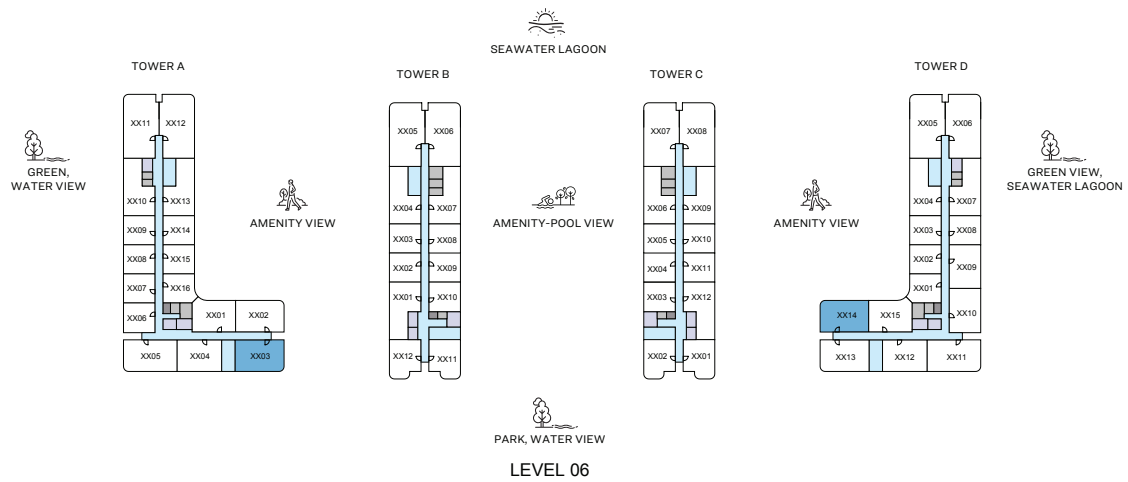 SEAWATER LAGOON
TOWER A
TOWER B
TOWER C
TOWER D
XX11 XX12
XX10 XX13
XX09 XX14
XX08 XX15
XX07 XX16
XX06 XX01 XX02
XX05 XX04 XX03
XX05 XX06
XX04 XX07
XX03 XX08
XX02 XX09
XX01 XX10
XX12 XX11
XX07 XX08
XX06 XX09
XX05 XX10
XX04 XX11
XX03 XX12
XX02 XX01
XX05 XX06
XX04 XX07
XX03 XX08
XX02 XX09
XX01
XX14 XX15 XX10
XX13 XX12 XX11
GREEN,
WATER VIEW
AMENITY VIEW
AMENITY-POOL VIEW
AMENITY VIEW
GREEN VIEW,
SEAWATER LAGOON
PARK, WATER VIEW
LEVEL 06